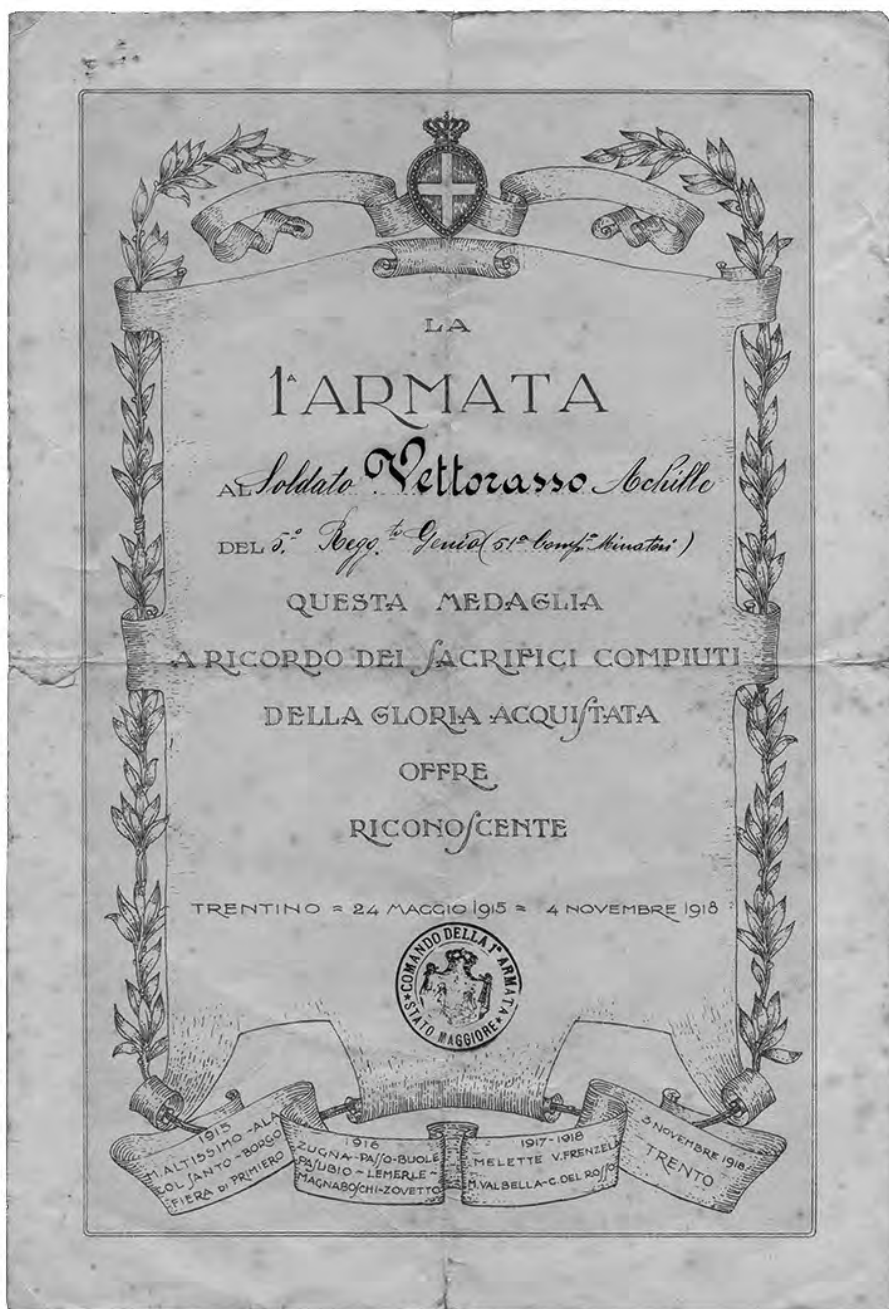 LA
1ª ARMATA
AL Soldato Vettorasso Achille
DEL 5.º Regg.to Genio (51ª Comp.a Minatori)
QUESTA MEDAGLIA
A RICORDO DEI SACRIFICI COMPIUTI
DELLA GLORIA ACQUISTATA
OFFRE
RICONOSCENTE
TRENTINO = 24 MAGGIO 1915 = 4 NOVEMBRE 1918
★ COMANDO DELLA 1ª ARMATA ★
STATO MAGGIORE
1915
M. ALTISSIMO - ALA
COL SANTO - BORGO
FIERA DI PRIMIERO
1916
ZUGNA - PASSO - BUOLE
PASUBIO - LEMERLE -
MAGNABOSCHI - ZOVETTO
1917 - 1918
MELETTE V. FRENZELA
M. VALBELLA - C. DEL ROSSO
3 NOVEMBRE 1918
TRENTO